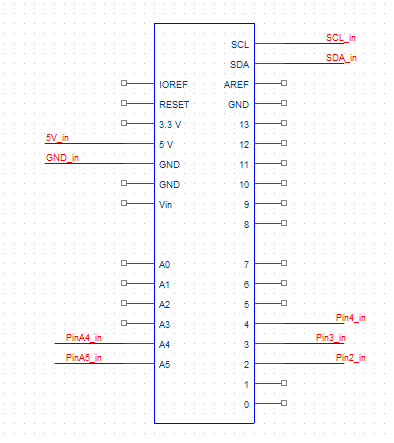 SCL SCL_in
SDA SDA_in
IOREF AREF
RESET GND
3.3 V 13
5V_in 5 V 12
GND_in GND 11
GND 10
Vin 9
8
A0 7
A1 6
A2 5
A3 4 Pin4_in
PinA4_in A4 3 Pin3_in
PinA5_in A5 2 Pin2_in
1
0